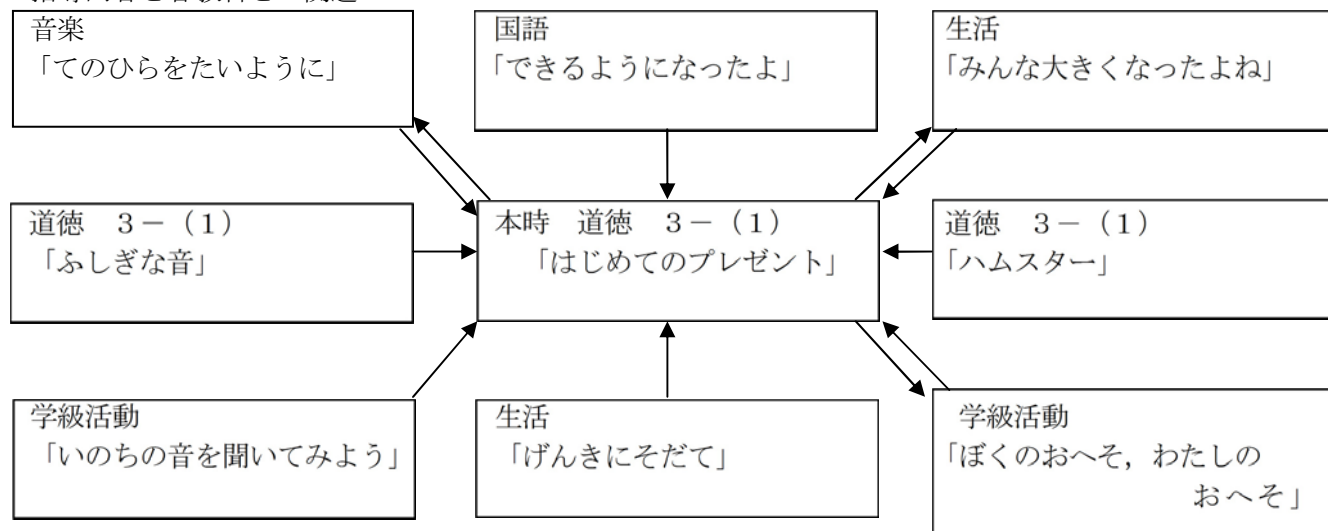 音楽
「てのひらをたいように」
国語
「できるようになったよ」
生活
「みんな大きくなったよね」
道徳　３－（１）
「ふしぎな音」
本時　道徳　３－（１）
「はじめてのプレゼント」
道徳　３－（１）
「ハムスター」
学級活動
「いのちの音を聞いてみよう」
生活
「げんきにそだて」
学級活動
「ぼくのおへそ，わたしの
おへそ」